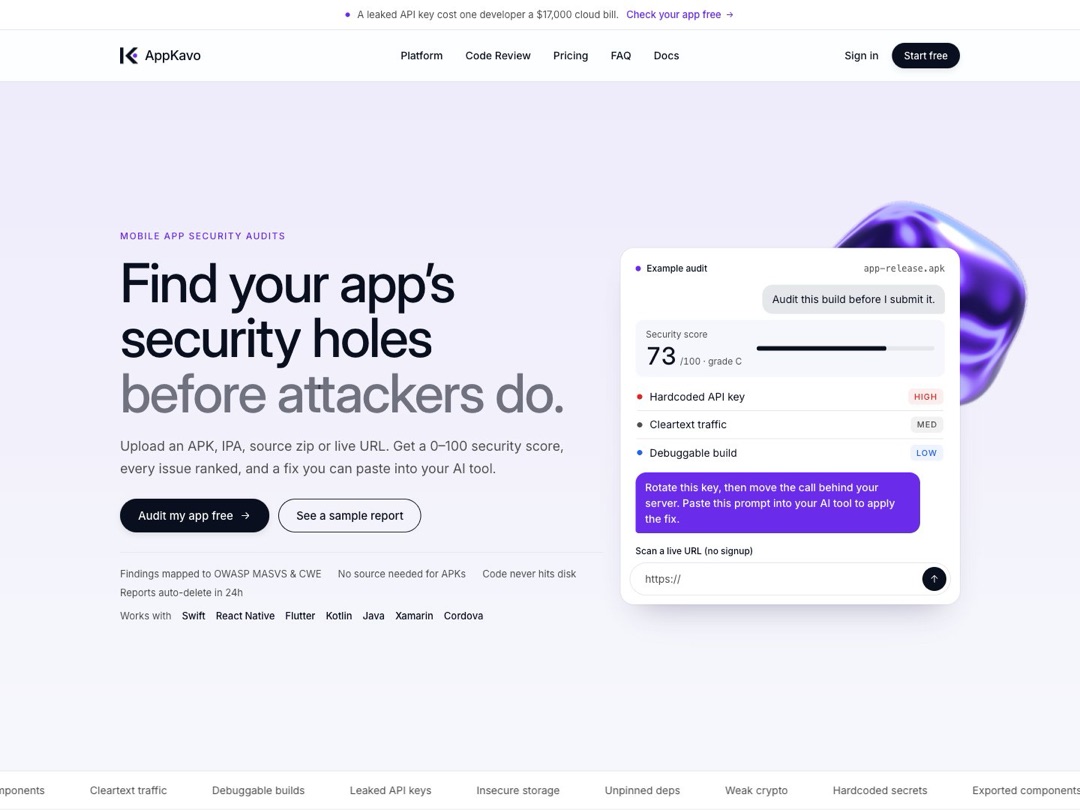 A leaked API key cost one developer a $17,000 cloud bill. Check your app free →
AppKavo
Platform Code Review Pricing FAQ Docs
Sign in Start free
MOBILE APP SECURITY AUDITS
Find your app’s
security holes
before attackers do.
Upload an APK, IPA, source zip or live URL. Get a 0–100 security score,
every issue ranked, and a fix you can paste into your AI tool.
Audit my app free →
See a sample report
Findings mapped to OWASP MASVS & CWE No source needed for APKs Code never hits disk
Reports auto-delete in 24h
Works with Swift React Native Flutter Kotlin Java Xamarin Cordova
Example audit app-release.apk
Audit this build before I submit it.
Security score
73 /100 · grade C
Hardcoded API key HIGH
Cleartext traffic MED
Debuggable build LOW
Rotate this key, then move the call behind your
server. Paste this prompt into your AI tool to apply
the fix.
Scan a live URL (no signup)
https://
mponents Cleartext traffic Debuggable builds Leaked API keys Insecure storage Unpinned deps Weak crypto Hardcoded secrets Exported components